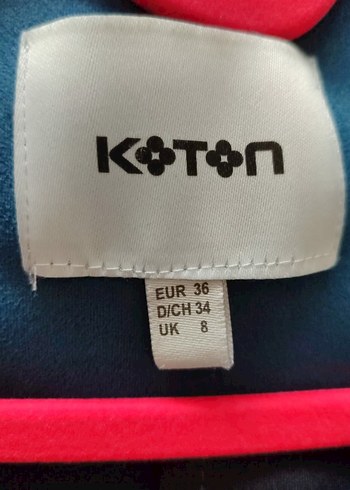 KOTON
EUR 36
D/CH 34
UK 8